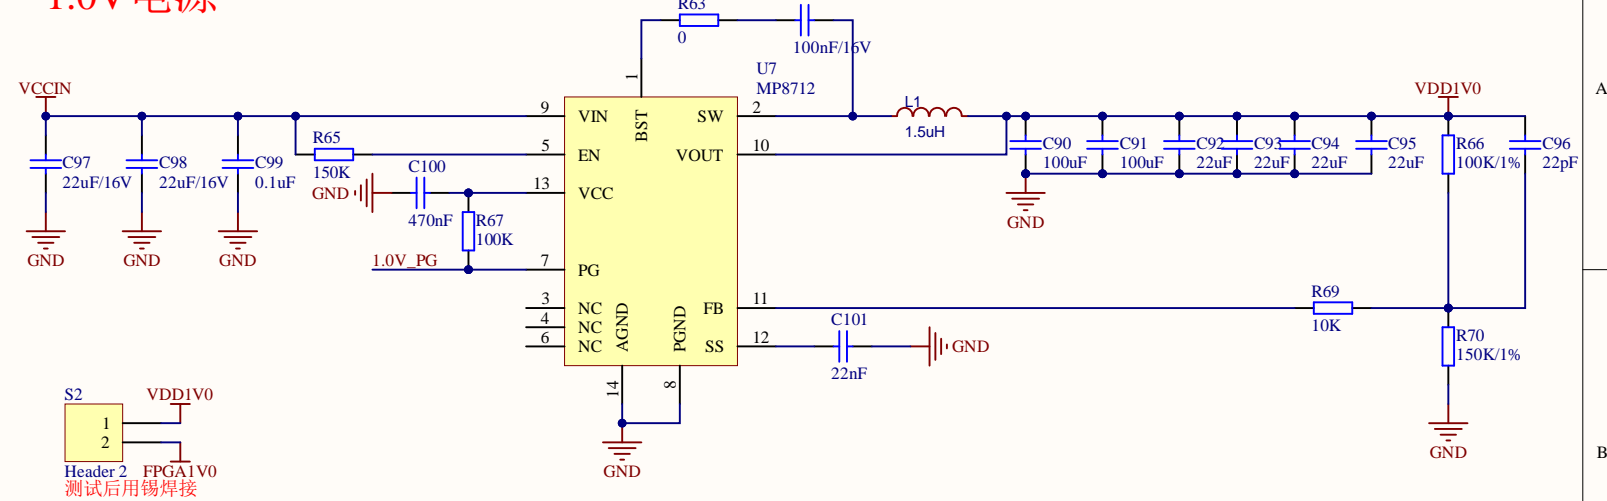 1.0V电源
R63
0
100nF/16V
U7
MP8712
VCCIN
VDD1V0
A
1
9
VIN
BST
SW
2
L1
1.5uH
C97
22uF/16V
C98
22uF/16V
C99
0.1uF
R65
150K
5
EN
VOUT
10
C90
100uF
C91
100uF
C92
22uF
C93
22uF
C94
22uF
C95
22uF
R66
100K/1%
C96
22pF
GND
C100
470nF
13
VCC
R67
100K
GND
GND
GND
GND
1.0V_PG
7
PG
3
NC
4
NC
6
NC
AGND
PGND
FB
11
R69
10K
SS
12
C101
22nF
GND
R70
150K/1%
14
8
GND
GND
S2
VDD1V0
1
2
Header 2
FPGA1V0
测试后用锡焊接
B